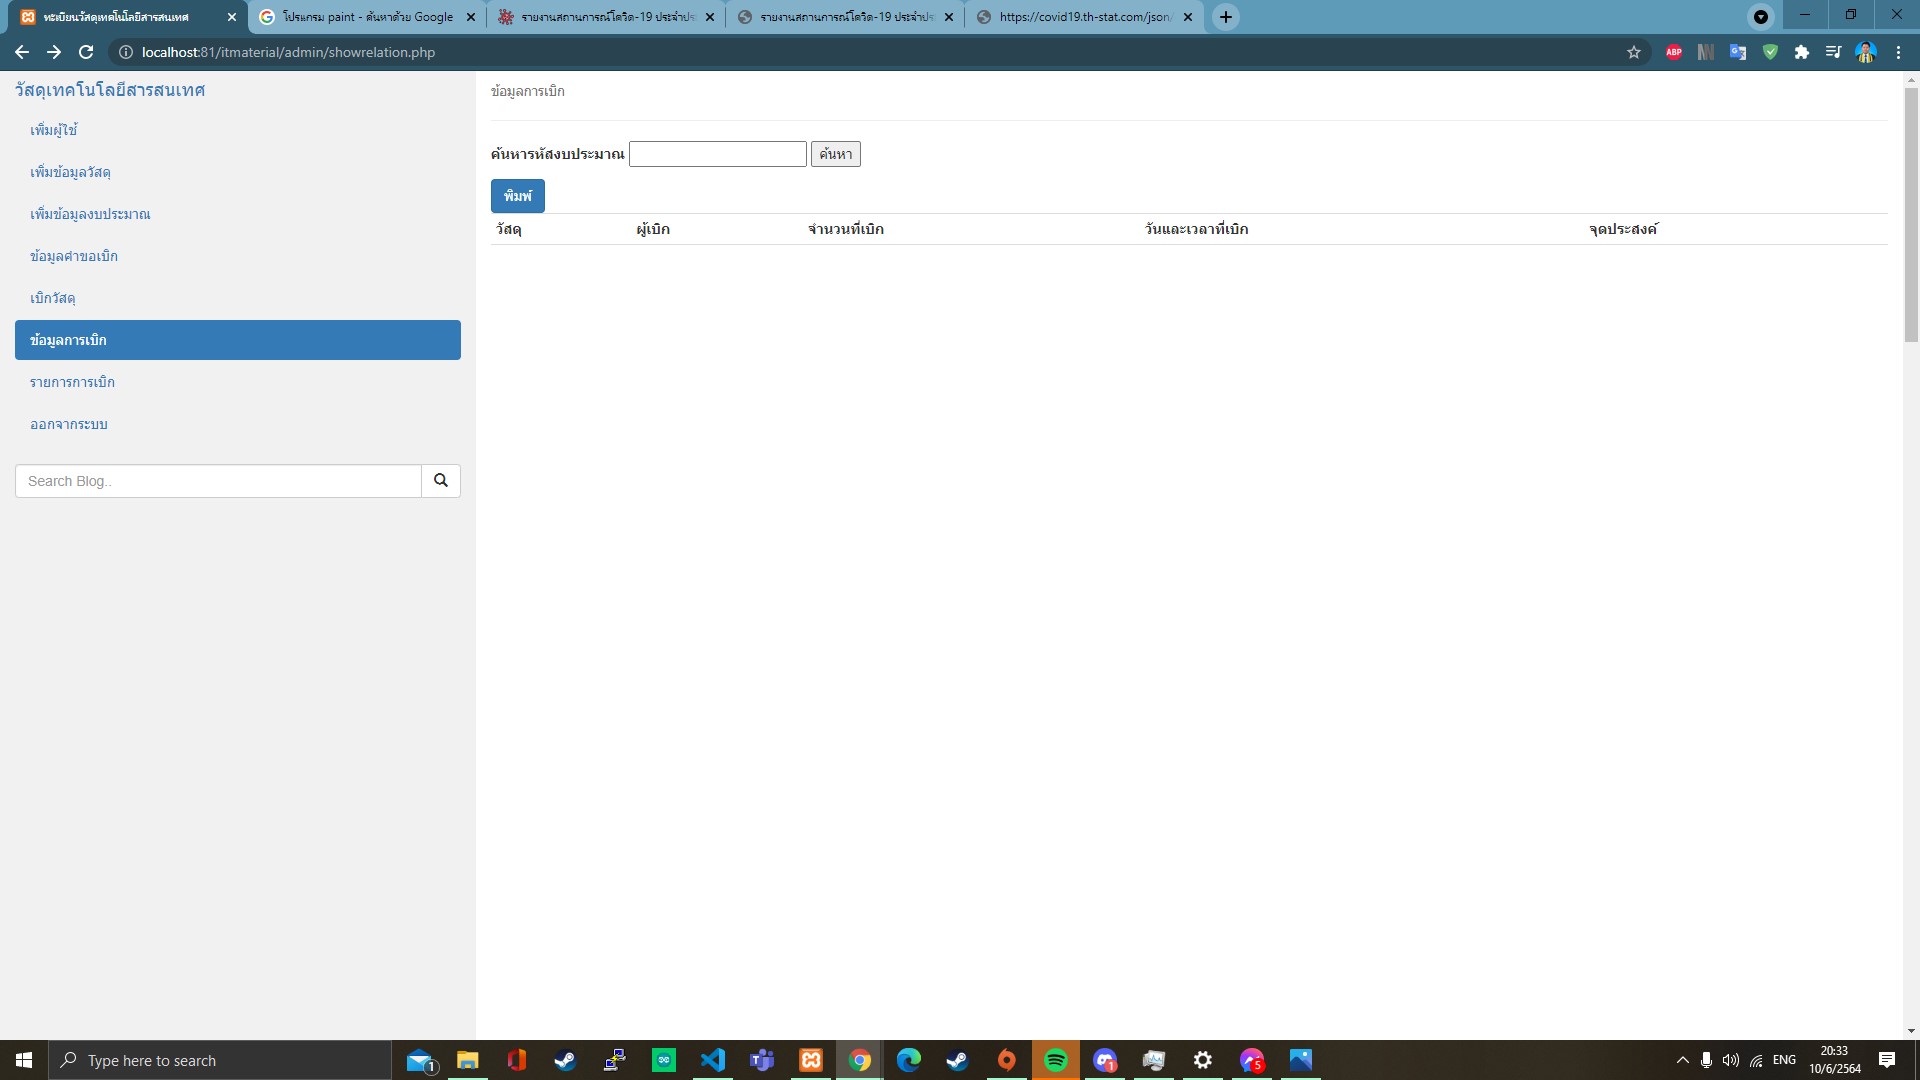 ทะเบียนวัสดุเทคโนโลยีสารสนเทศ
โปรแกรม paint - ค้นหาด้วย Google
รายงานสถานการณ์โควิด-19 ประจำปร
รายงานสถานการณ์โควิด-19 ประจำปร
https://covid19.th-stat.com/json/
localhost:81/itmaterial/admin/showrelation.php
ABP
วัสดุเทคโนโลยีสารสนเทศ
เพิ่มผู้ใช้
เพิ่มข้อมูลวัสดุ
เพิ่มข้อมูลงบประมาณ
ข้อมูลคำขอเบิก
เบิกวัสดุ
ข้อมูลการเบิก
รายการการเบิก
ออกจากระบบ
Search Blog..
ข้อมูลการเบิก
ค้นหารหัสงบประมาณ ค้นหา
พิมพ์
วัสดุ ผู้เบิก จำนวนที่เบิก วันและเวลาที่เบิก จุดประสงค์
Type here to search
1
1
5
ENG
20:33
10/6/2564